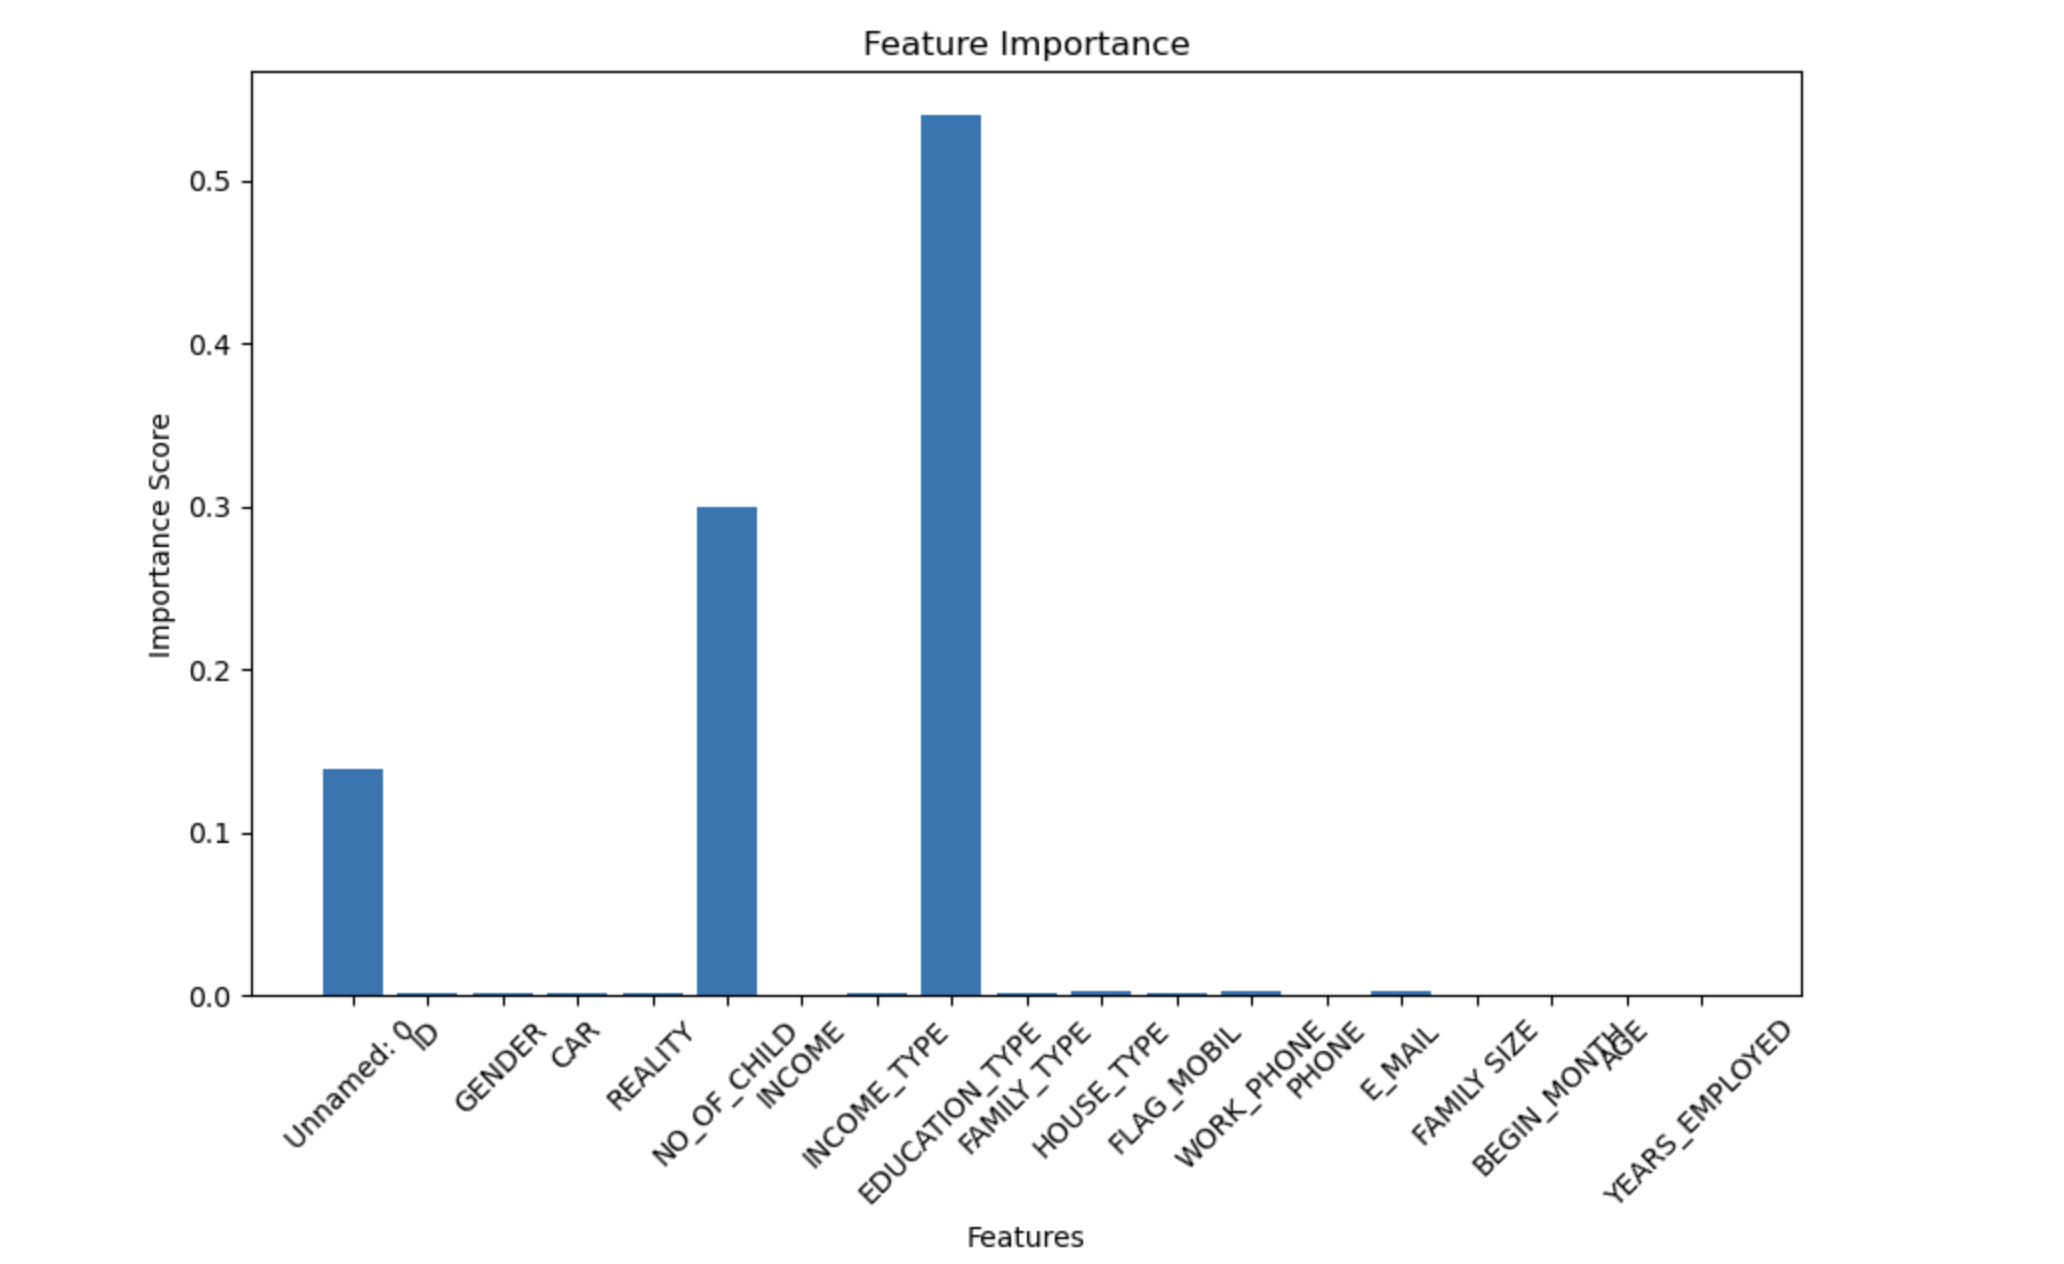 Feature Importance
0.5
0.4
0.3
0.2
0.1
0.0
Importance Score
Unnamed: 0
ID
GENDER
CAR
REALITY
NO_OF_CHILD
INCOME
INCOME_TYPE
EDUCATION_TYPE
FAMILY_TYPE
HOUSE_TYPE
FLAG_MOBIL
WORK_PHONE
PHONE
E_MAIL
FAMILY SIZE
BEGIN_MONTH
AGE
YEARS_EMPLOYED
Features